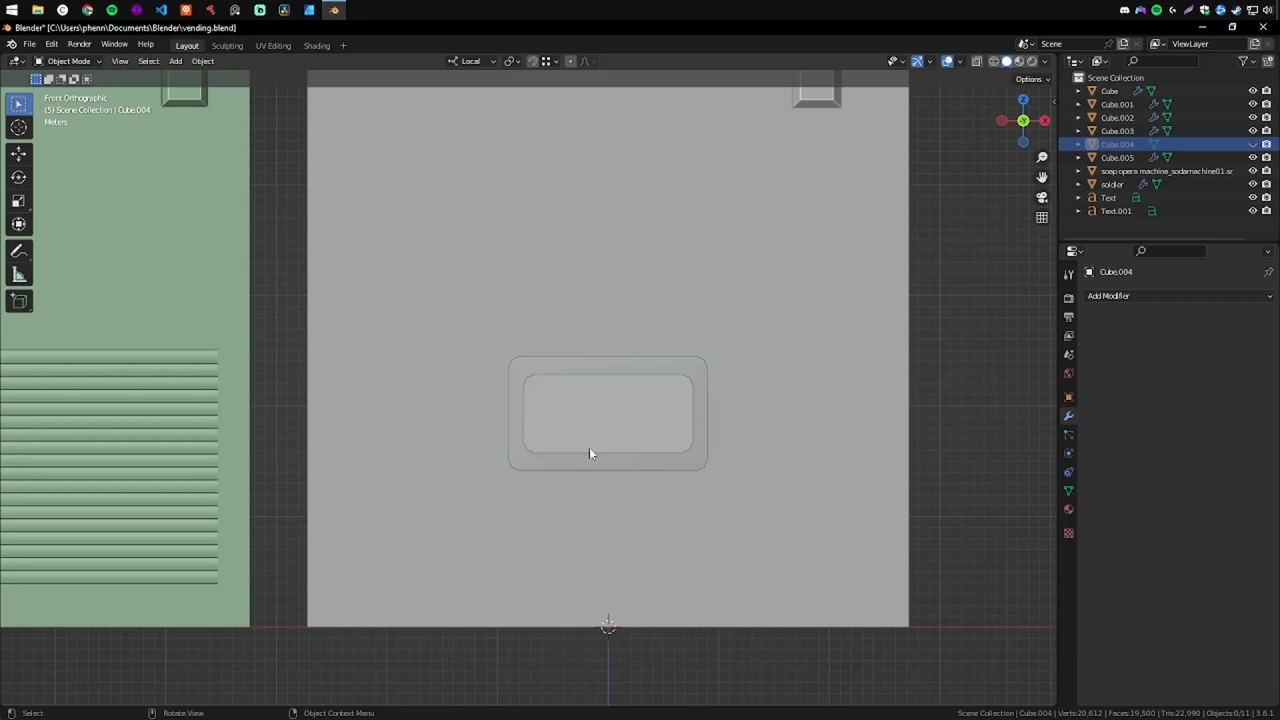 Blender* [C:\Users\phenn\Documents\Blender\vending.blend]
File Edit Render Window Help Layout Sculpting UV Editing Shading + Scene ViewLayer
Object Mode View Select Add Object Local
Options
Front Orthographic
(5) Scene Collection | Cube.004
Meters
Z
Y
X
Scene Collection
Cube
Cube.001
Cube.002
Cube.003
Cube.004
Cube.005
soap opera machine_sodamachine01.sr
soldier
Text
Text.001
Cube.004
Add Modifier
Select Rotate View Object Context Menu Scene Collection | Cube.004 | Verts:20,612 | Faces:19,500 | Tris:22,990 | Objects:0/11 | 3.6.1